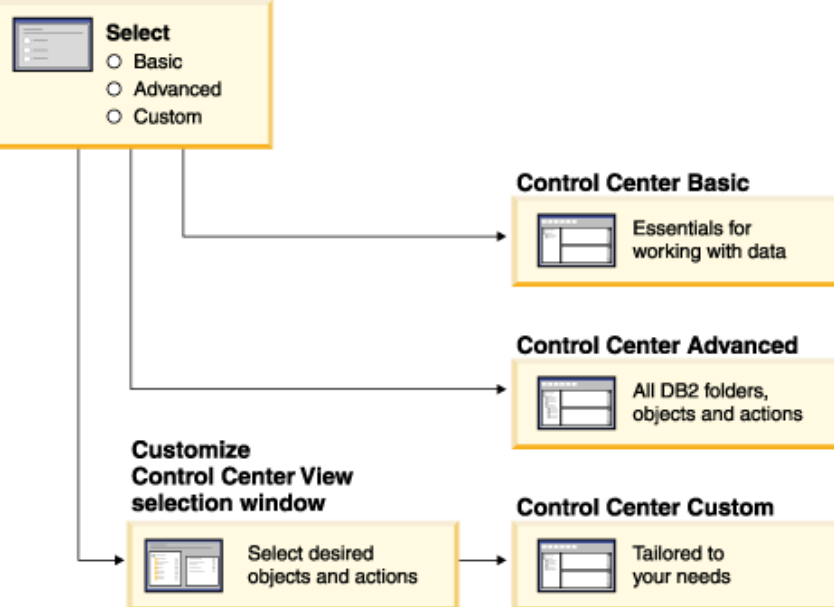 Select
Basic
Advanced
Custom
Control Center Basic
Essentials for
working with data
Control Center Advanced
All DB2 folders,
objects and actions
Customize
Control Center View
selection window
Select desired
objects and actions
Control Center Custom
Tailored to
your needs